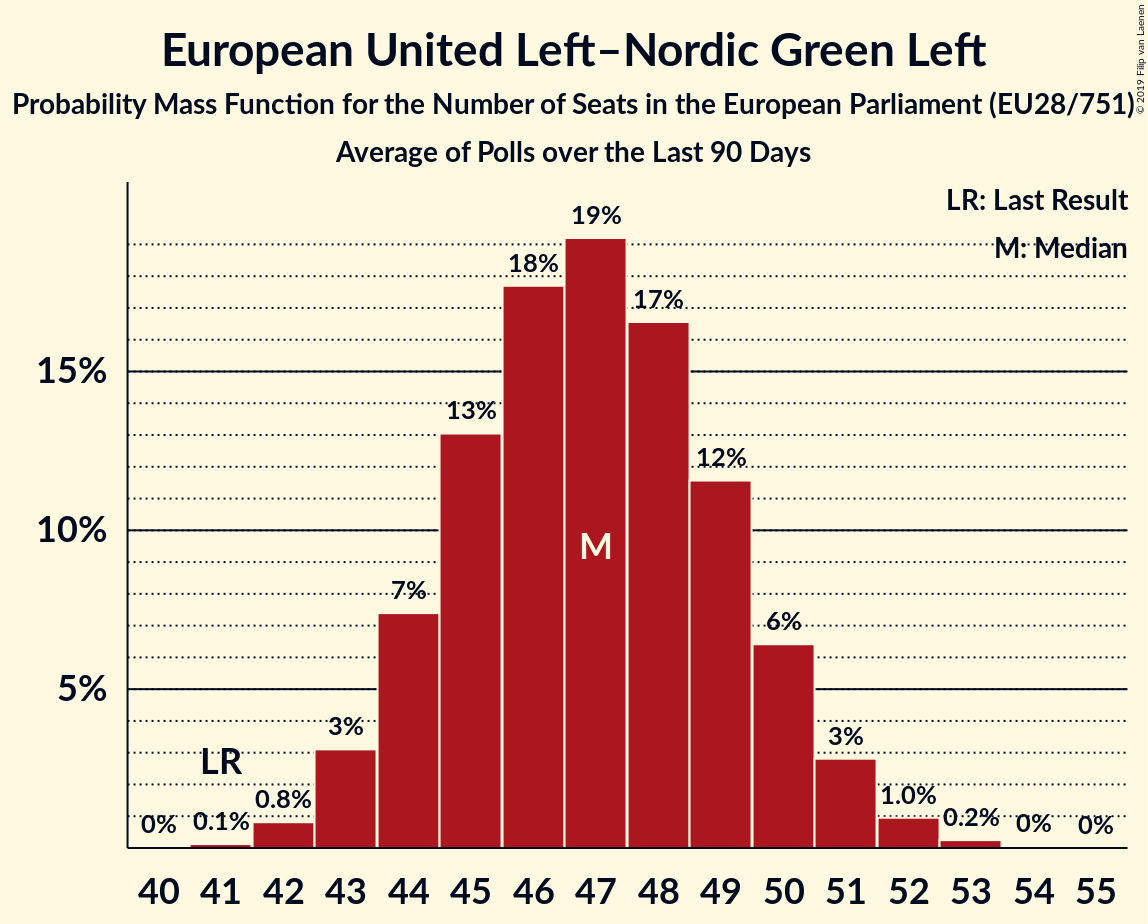 European United Left–Nordic Green Left
Probability Mass Function for the Number of Seats in the European Parliament (EU28/751)
Average of Polls over the Last 90 Days
© 2019 Filip van Laenen
LR: Last Result
M: Median
19%
18%
17%
15%
13%
12%
10%
M
7%
6%
5%
3%
3%
LR
0.8%
1.0%
0% 0.1% 0.2% 0% 0%
40 41 42 43 44 45 46 47 48 49 50 51 52 53 54 55